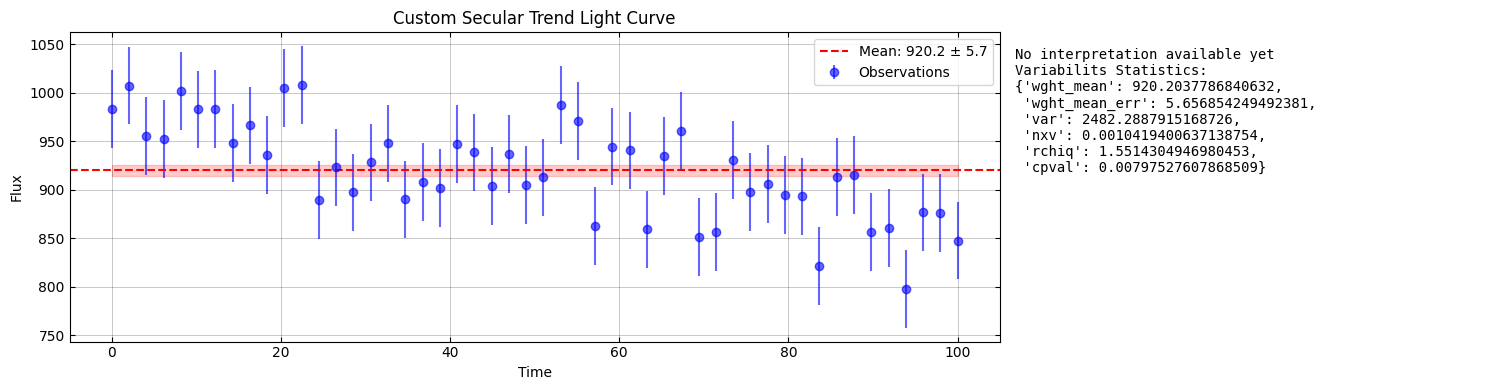 Custom Secular Trend Light Curve
1050
1000
950
900
850
800
750
Flux
0
20
40
60
80
100
Time
Mean: 920.2 ± 5.7
Observations
No interpretation available yet
Variabilits Statistics:
{'wght_mean': 920.2037786840632,
 'wght_mean_err': 5.656854249492381,
 'var': 2482.2887915168726,
 'nxv': 0.0010419400637138754,
 'rchiq': 1.5514304946980453,
 'cpval': 0.00797527607868509}